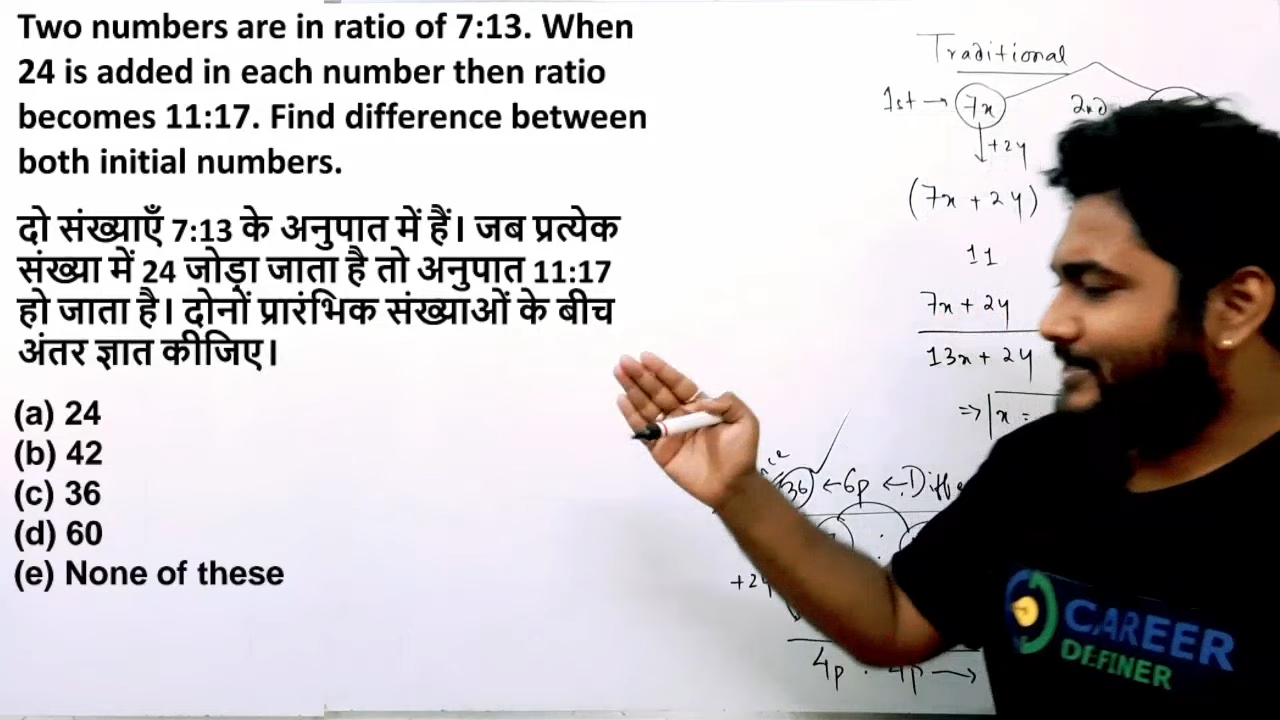 Two numbers are in ratio of 7:13. When
24 is added in each number then ratio
becomes 11:17. Find difference between
both initial numbers.
दो संख्याएँ 7:13 के अनुपात में हैं। जब प्रत्येक
संख्या में 24 जोड़ा जाता है तो अनुपात 11:17
हो जाता है। दोनों प्रारंभिक संख्याओं के बीच
अंतर ज्ञात कीजिए।
(a) 24
(b) 42
(c) 36
(d) 60
(e) None of these
Traditional
1st → 7x 2nd
+24
(7x + 24)
11
7x + 24
13x + 24
⇒ x =
36 ← 6p ←
:
+24
4p : 4p →
CAREER
DEFINER